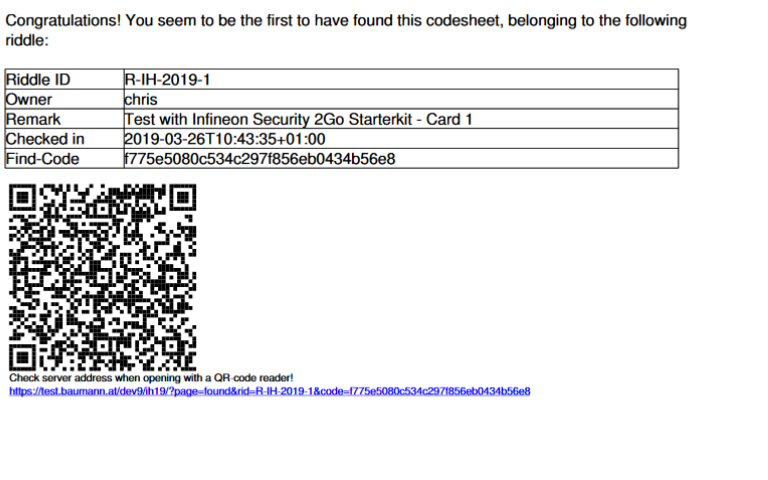 Congratulations! You seem to be the first to have found this codesheet, belonging to the following
riddle:
Riddle ID R-IH-2019-1
Owner chris
Remark Test with Infineon Security 2Go Starterkit - Card 1
Checked in 2019-03-26T10:43:35+01:00
Find-Code f775e5080c534c297f856eb0434b56e8
Check server address when opening with a QR-code reader!
https://test.baumann.at/dev9/ih19/?page=found&rid=R-IH-2019-1&code=f775e5080c534c297f856eb0434b56e8